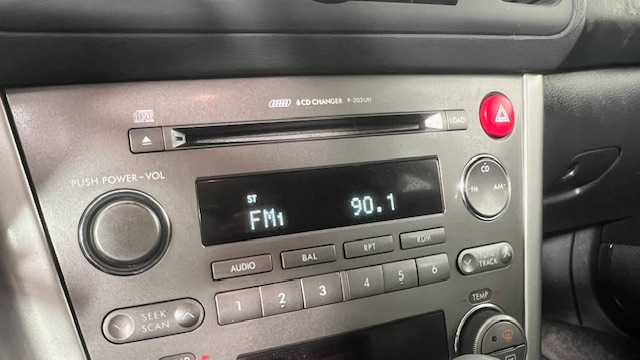 6 CD CHANGER P-203UH
LOAD
PUSH POWER-VOL
ST
FM1 90.1
CD
FM AM
AUDIO BAL RPT RDM
1 2 3 4 5 6
TUNE
TRACK
SEEK
SCAN
TEMP